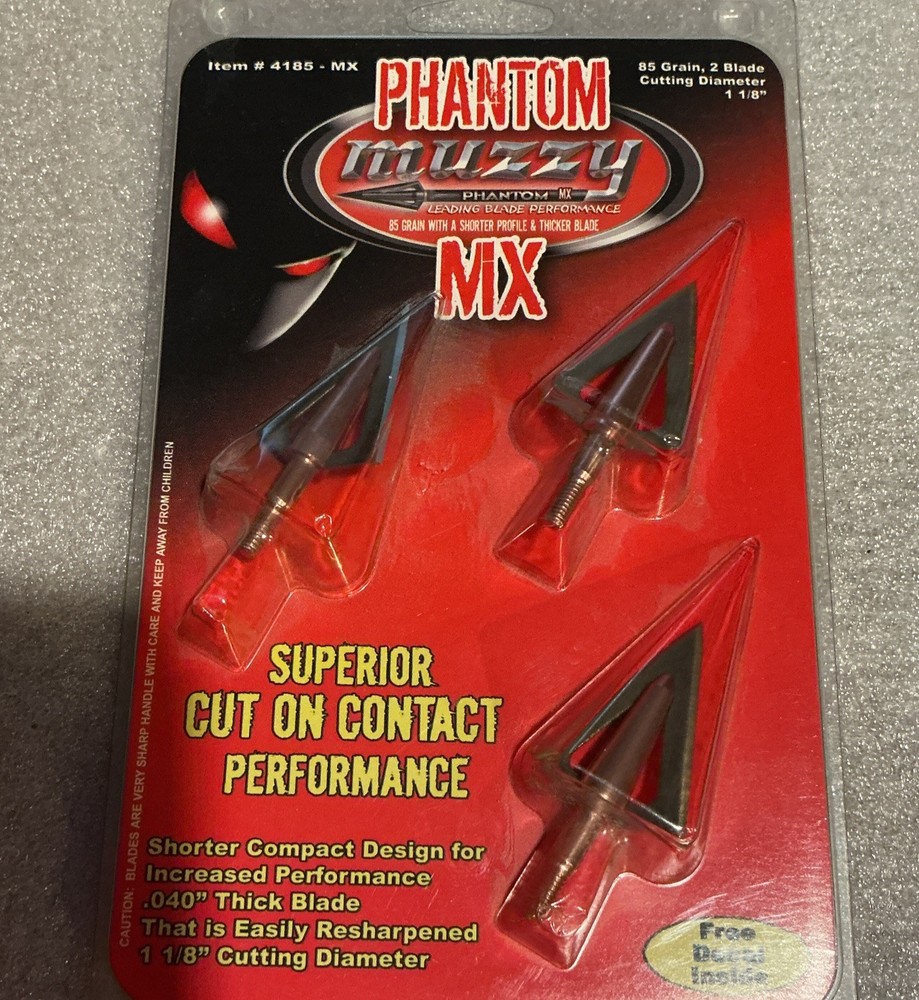 Item # 4185 - MX
85 Grain, 2 Blade
Cutting Diameter
1 1/8"
PHANTOM
muzzy
PHANTOM MX
LEADING BLADE PERFORMANCE
85 GRAIN WITH A SHORTER PROFILE & THICKER BLADE
MX
CAUTION: BLADES ARE VERY SHARP HANDLE WITH CARE AND KEEP AWAY FROM CHILDREN
SUPERIOR
CUT ON CONTACT
PERFORMANCE
Shorter Compact Design for
Increased Performance
.040" Thick Blade
That is Easily Resharpened
1 1/8" Cutting Diameter
Free
Decal
Inside